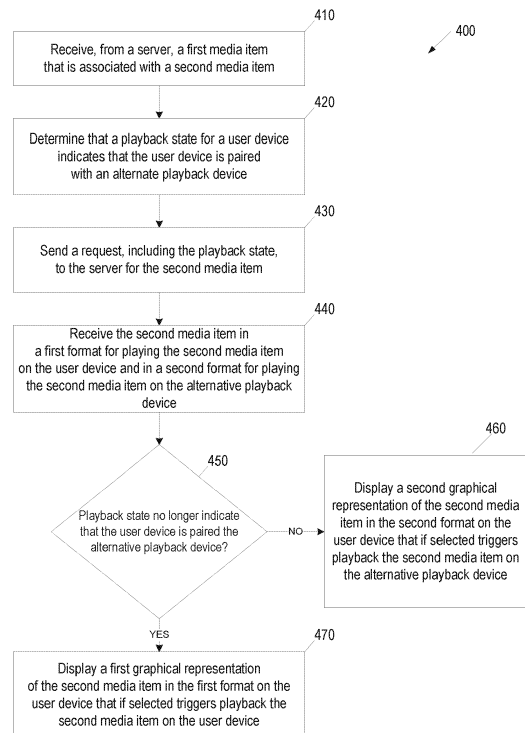 410
400
Receive, from a server, a first media item
that is associated with a second media item
420
Determine that a playback state for a user device
indicates that the user device is paired
with an alternate playback device
430
Send a request, including the playback state,
to the server for the second media item
440
Receive the second media item in
a first format for playing the second media item
on the user device and in a second format for playing
the second media item on the alternative playback
device
450
Playback state no longer indicate
that the user device is paired the
alternative playback device?
NO
460
Display a second graphical
representation of the second media
item in the second format on the
user device that if selected triggers
playback the second media item on
the alternative playback device
YES
470
Display a first graphical representation
of the second media item in the first format on the
user device that if selected triggers playback the
second media item on the user device